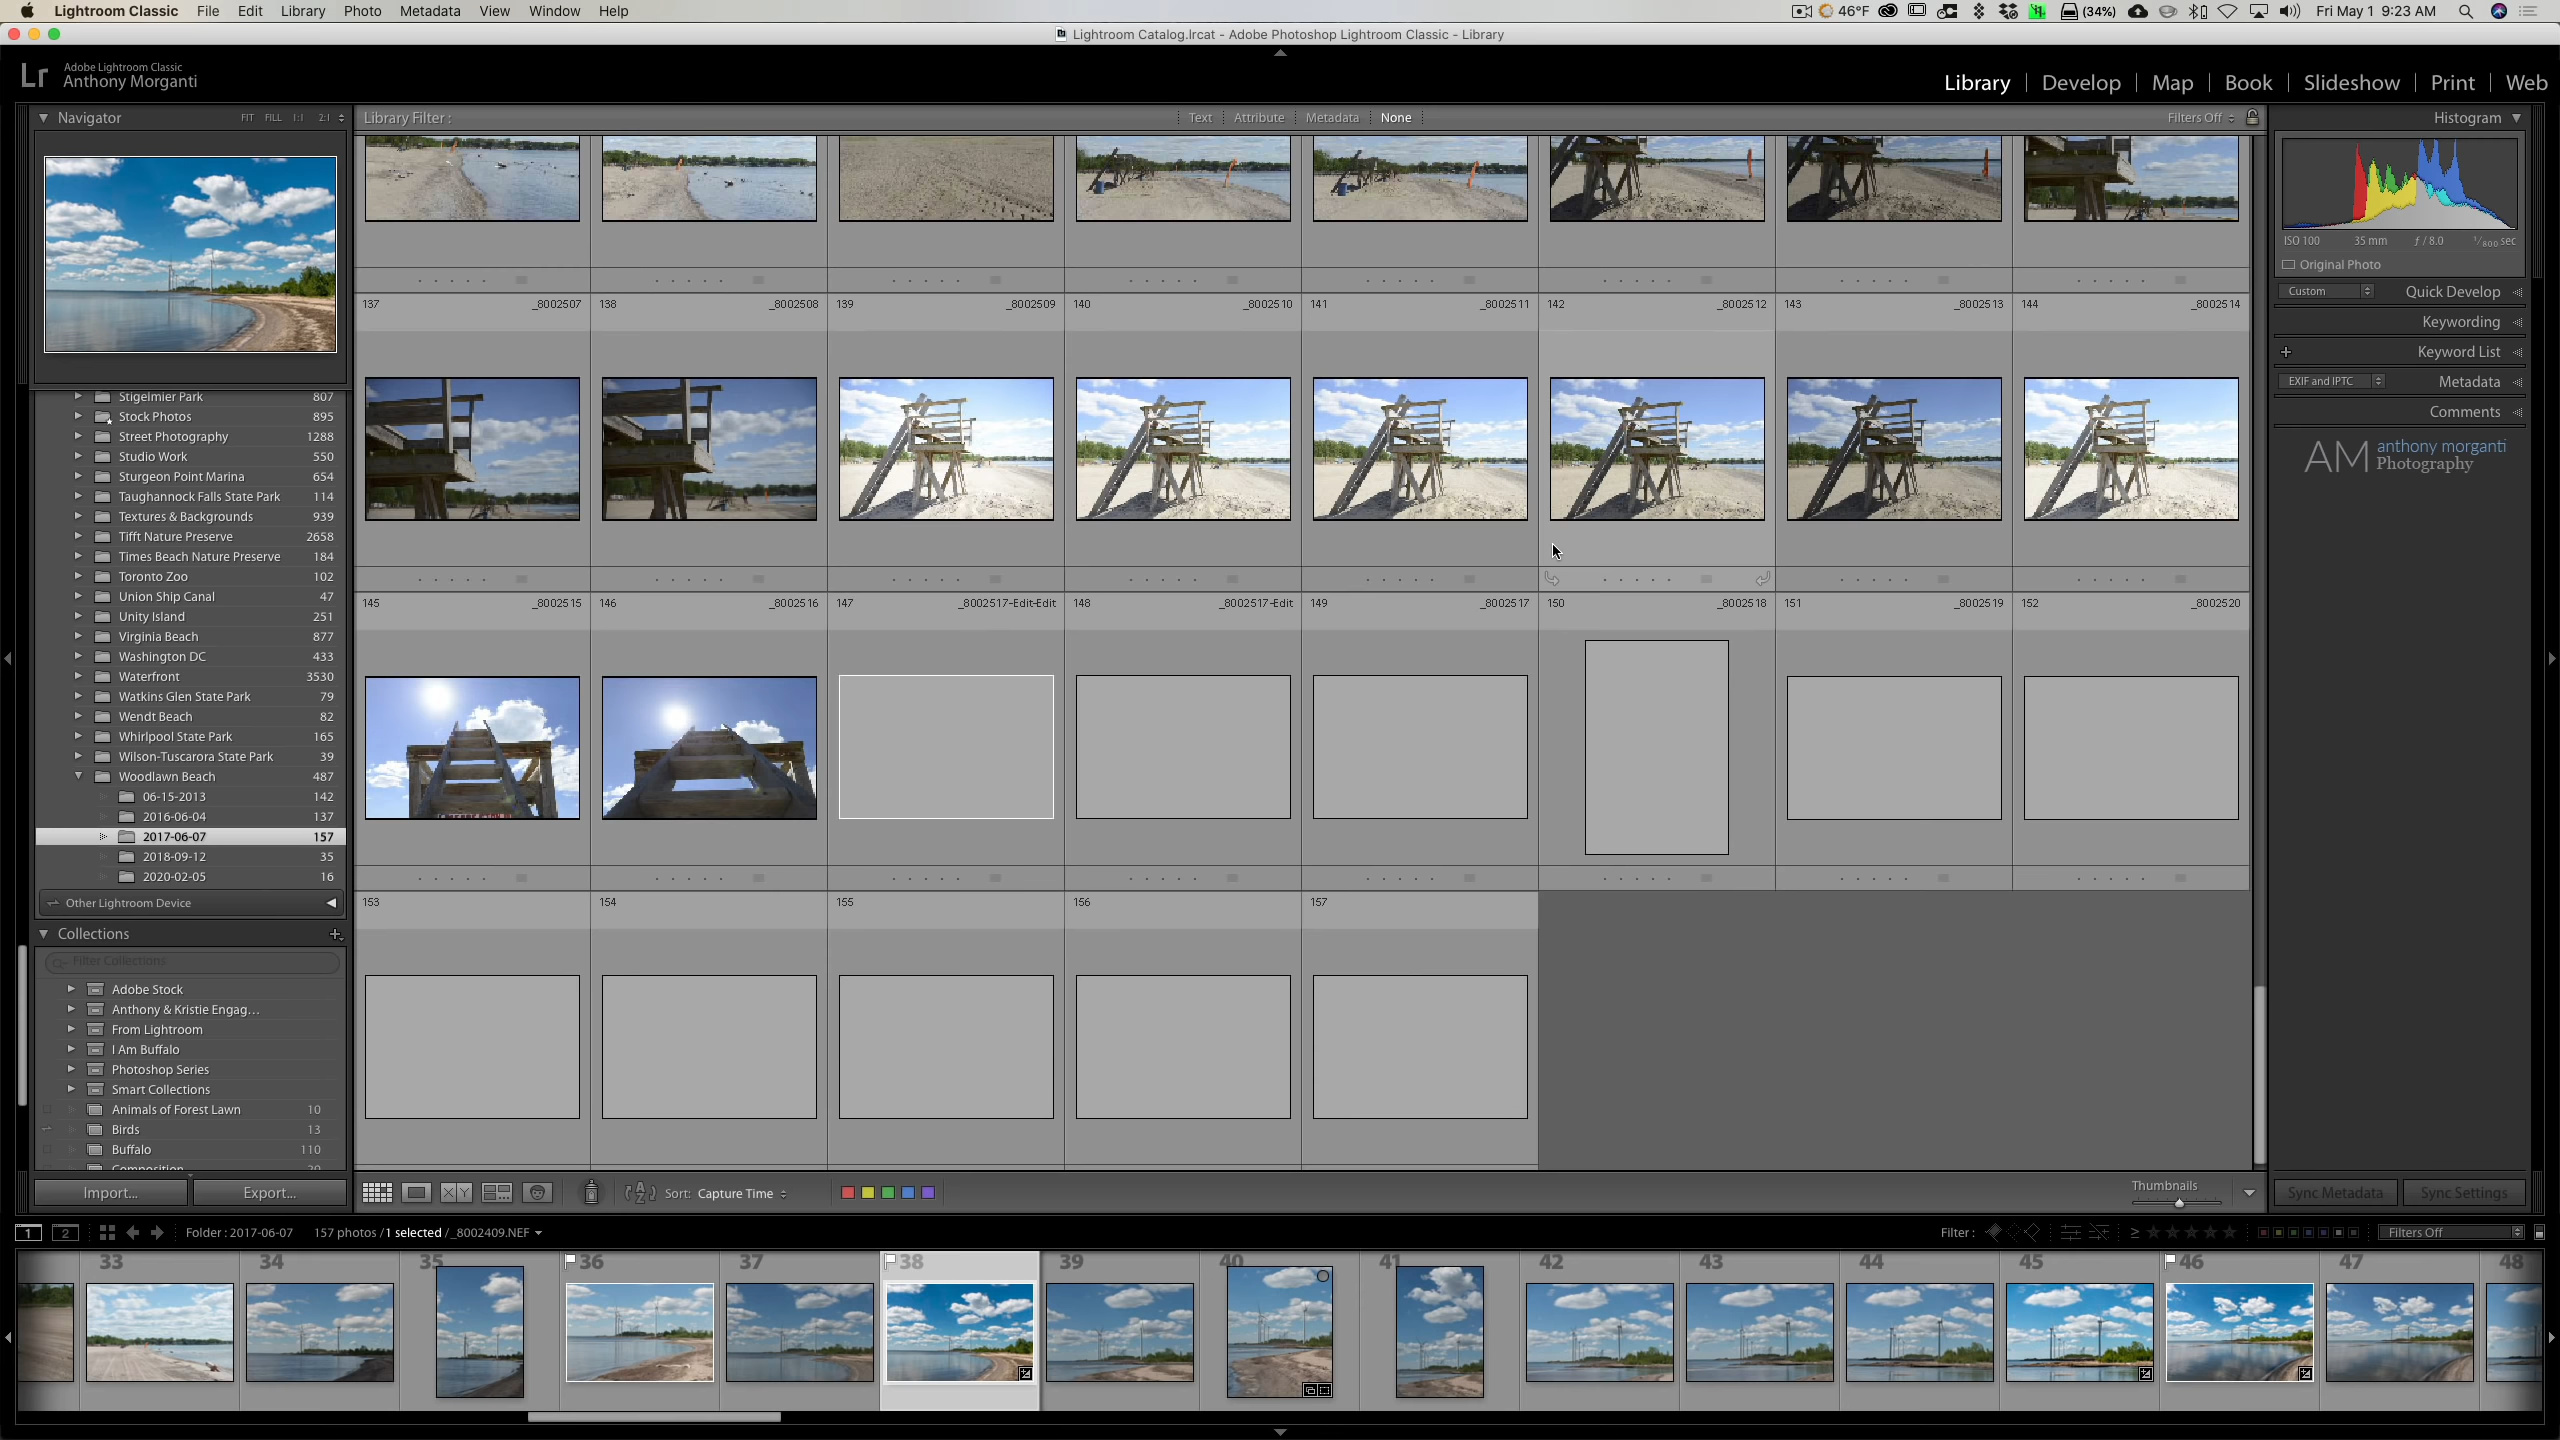 Lightroom Classic File Edit Library Photo Metadata View Window Help 46°F (34%) Fri May 1 9:23 AM
Lightroom Catalog.lrcat - Adobe Photoshop Lightroom Classic - Library
Lr Adobe Lightroom Classic
Anthony Morganti
Library | Develop | Map | Book | Slideshow | Print | Web
Navigator FIT FILL 1:1 2:1
Library Filter : Text Attribute Metadata None Filters Off
Histogram
ISO 100 35 mm ƒ / 8.0 1/800 sec
Original Photo
Custom Quick Develop
Keywording
Keyword List
EXIF and IPTC Metadata
Comments
AM anthony morganti
Photography
137 _8002507 138 _8002508 139 _8002509 140 _8002510 141 _8002511 142 _8002512 143 _8002513 144 _8002514
145 _8002515 146 _8002516 147 _8002517-Edit-Edit 148 _8002517-Edit 149 _8002517 150 _8002518 151 _8002519 152 _8002520
153 154 155 156 157
Stigelmier Park 807
Stock Photos 895
Street Photography 1288
Studio Work 550
Sturgeon Point Marina 654
Taughannock Falls State Park 114
Textures & Backgrounds 939
Tifft Nature Preserve 2658
Times Beach Nature Preserve 184
Toronto Zoo 102
Union Ship Canal 47
Unity Island 251
Virginia Beach 877
Washington DC 433
Waterfront 3530
Watkins Glen State Park 79
Wendt Beach 82
Whirlpool State Park 165
Wilson-Tuscarora State Park 39
Woodlawn Beach 487
06-15-2013 142
2016-06-04 137
2017-06-07 157
2018-09-12 35
2020-02-05 16
Other Lightroom Device
Collections
Filter Collections
Adobe Stock
Anthony & Kristie Engag...
From Lightroom
I Am Buffalo
Photoshop Series
Smart Collections
Animals of Forest Lawn 10
Birds 13
Buffalo 110
Composition 20
Import... Export...
XY Sort: Capture Time
Thumbnails
Sync Metadata Sync Settings
1 2 Folder : 2017-06-07 157 photos / 1 selected / _8002409.NEF
Filter : Filters Off
33 34 35 36 37 38 39 40 41 42 43 44 45 46 47 48